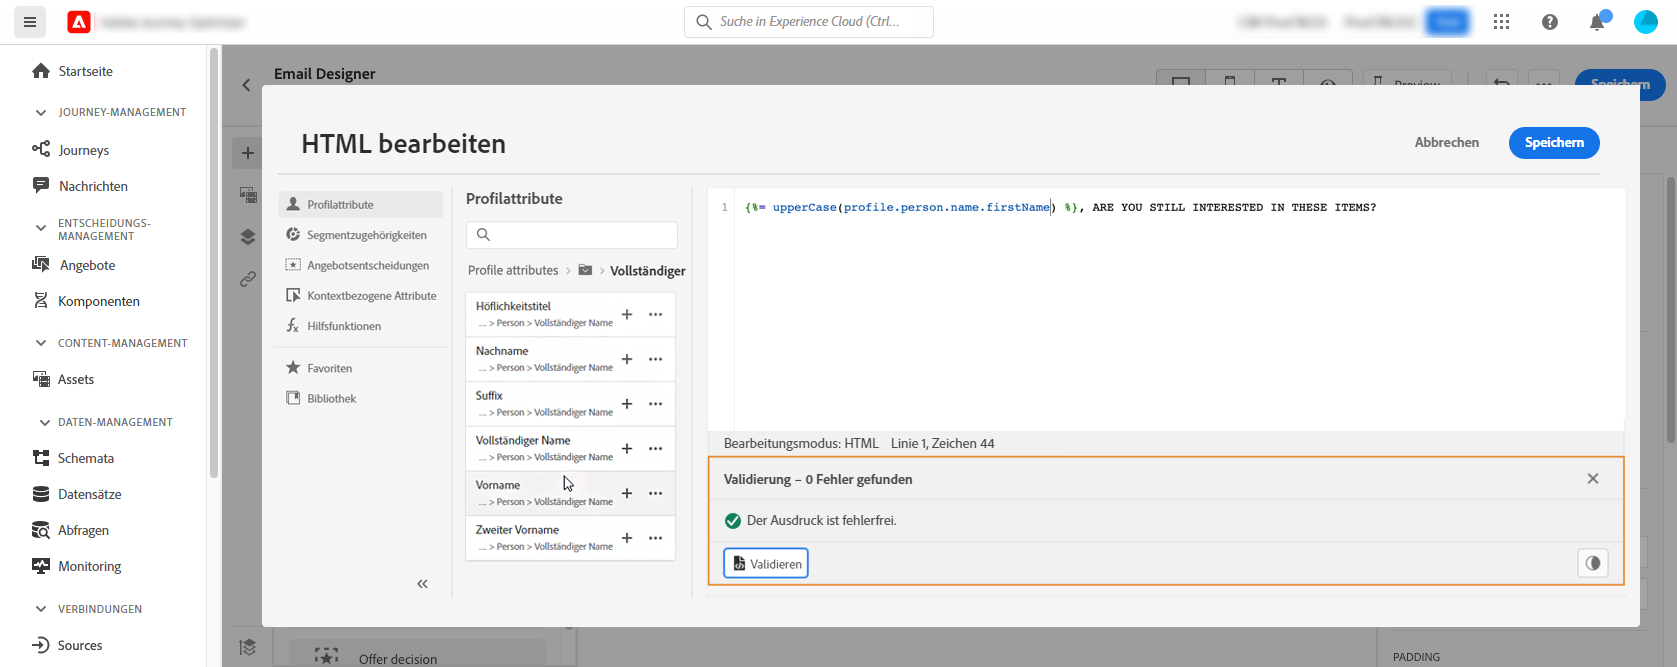 Suche in Experience Cloud (Ctrl...
Startseite
JOURNEY-MANAGEMENT
Journeys
Nachrichten
ENTSCHEIDUNGS-
MANAGEMENT
Angebote
Komponenten
CONTENT-MANAGEMENT
Assets
DATEN-MANAGEMENT
Schemata
Datensätze
Abfragen
Monitoring
VERBINDUNGEN
Sources
Email Designer
Preview
Speichern
HTML bearbeiten
Abbrechen
Speichern
Profilattribute
Segmentzugehörigkeiten
Angebotsentscheidungen
Kontextbezogene Attribute
Hilfsfunktionen
Favoriten
Bibliothek
Profilattribute
Profile attributes > > Vollständiger
Höflichkeitstitel
... > Person > Vollständiger Name
Nachname
... > Person > Vollständiger Name
Suffix
... > Person > Vollständiger Name
Vollständiger Name
... > Person > Vollständiger Name
Vorname
... > Person > Vollständiger Name
Zweiter Vorname
... > Person > Vollständiger Name
1 {%= upperCase(profile.person.name.firstName) %}, ARE YOU STILL INTERESTED IN THESE ITEMS?
Bearbeitungsmodus: HTML Linie 1, Zeichen 44
Validierung – 0 Fehler gefunden
Der Ausdruck ist fehlerfrei.
Validieren
Offer decision
PADDING